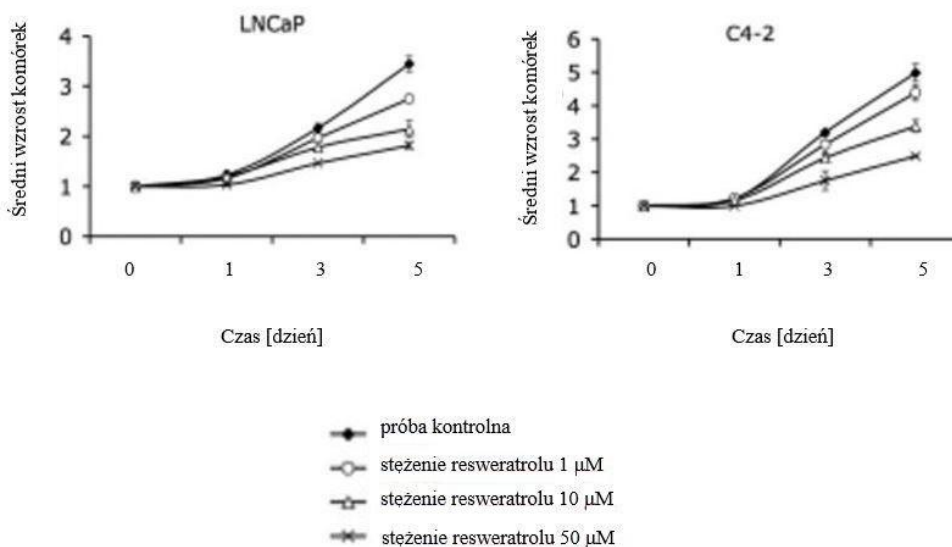 LNCaP
Średni wzrost komórek
4
3
2
1
0
0 1 3 5
Czas [dzień]
C4-2
Średni wzrost komórek
6
5
4
3
2
1
0
0 1 3 5
Czas [dzień]
próba kontrolna
stężenie resweratrolu 1 μM
stężenie resweratrolu 10 μM
stężenie resweratrolu 50 μM